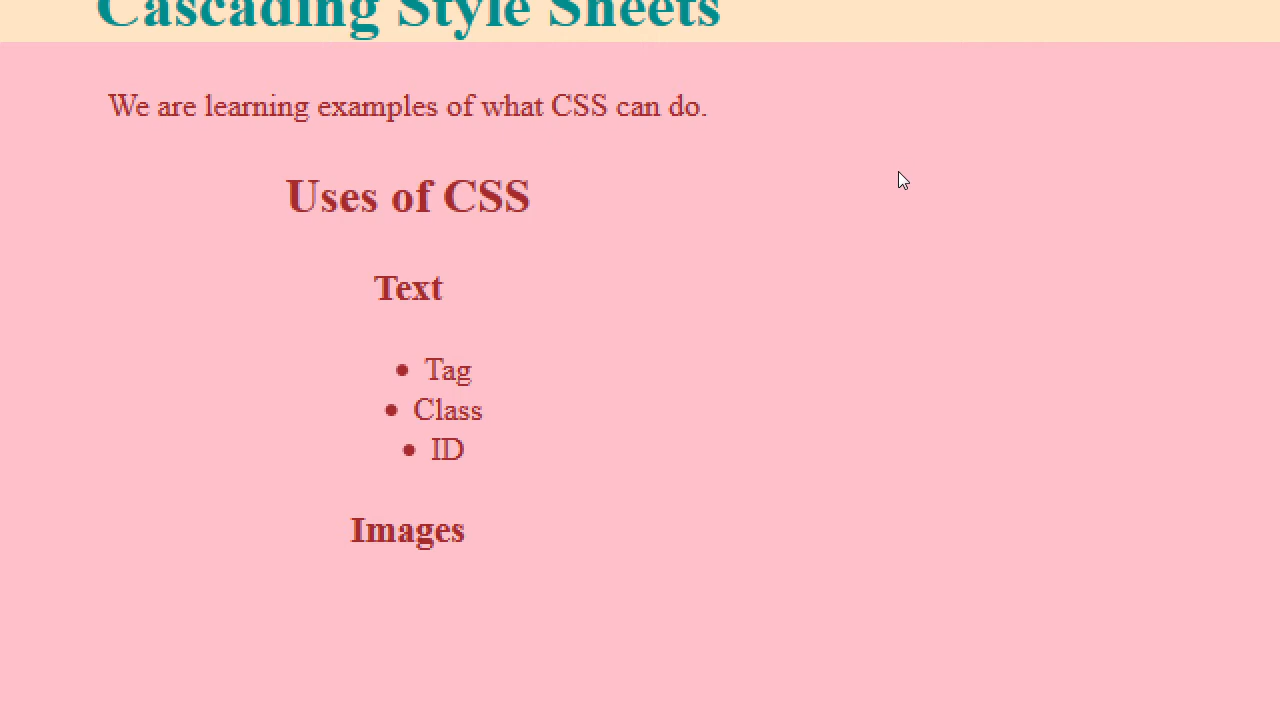 Cascading Style Sheets
We are learning examples of what CSS can do.
Uses of CSS
Text
Tag
Class
ID
Images